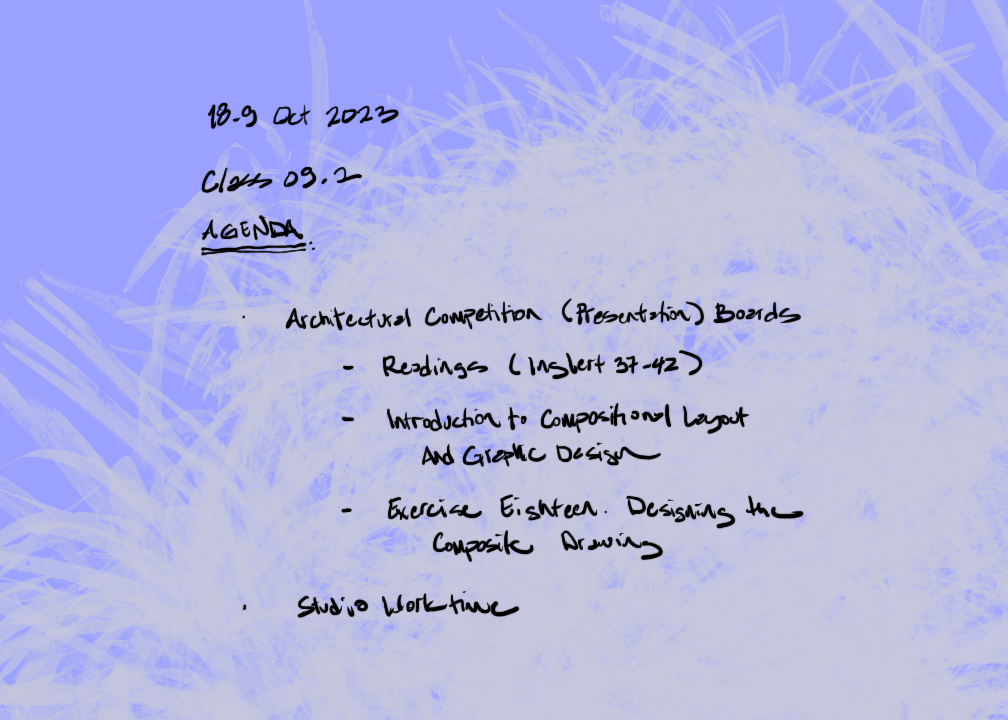 18-9 Oct 2023
Class 09.2
AGENDA:
· Architectural Competition (Presentation) Boards
- Readings (Ingbert 37-42)
- Introduction to Compositional Layout
And Graphic Design
- Exercise Eighteen. Designing the
Composite Drawing
· Studio Worktime